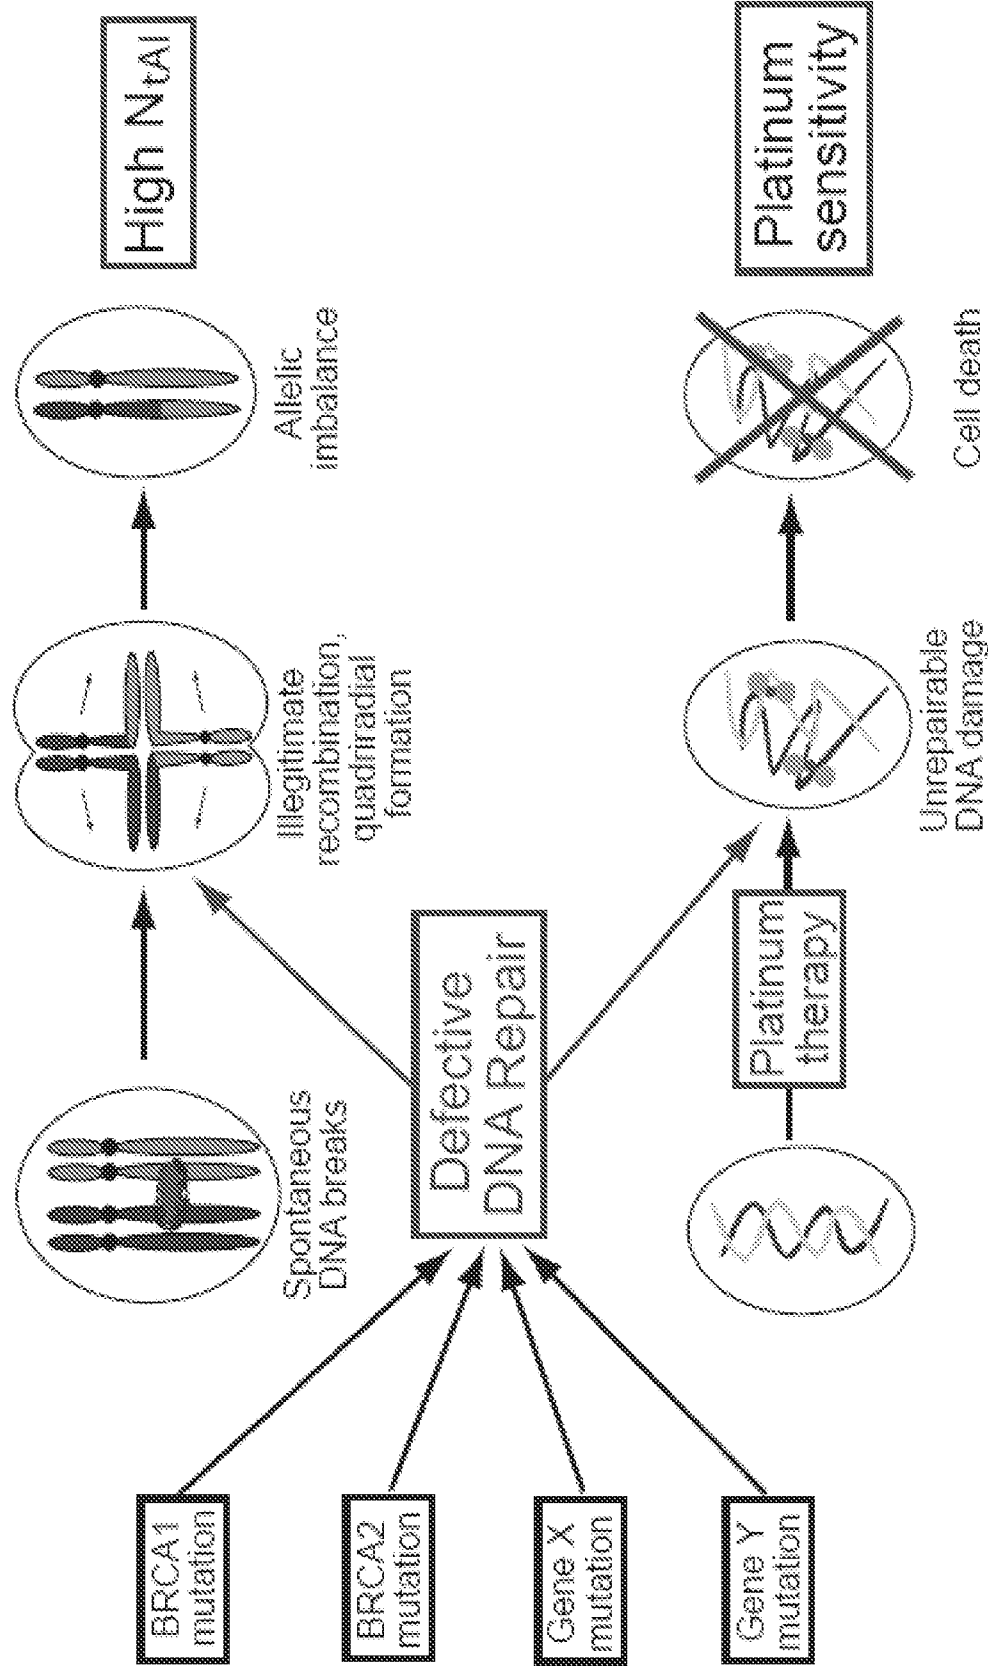 BRCA1
mutation
BRCA2
mutation
Gene X
mutation
Gene Y
mutation
Spontaneous
DNA breaks
Defective
DNA Repair
Platinum
therapy
Illegitimate
recombination,
quadriradial
formation
Unrepairable
DNA damage
Allelic
imbalance
Cell death
High NtAI
Platinum
sensitivity